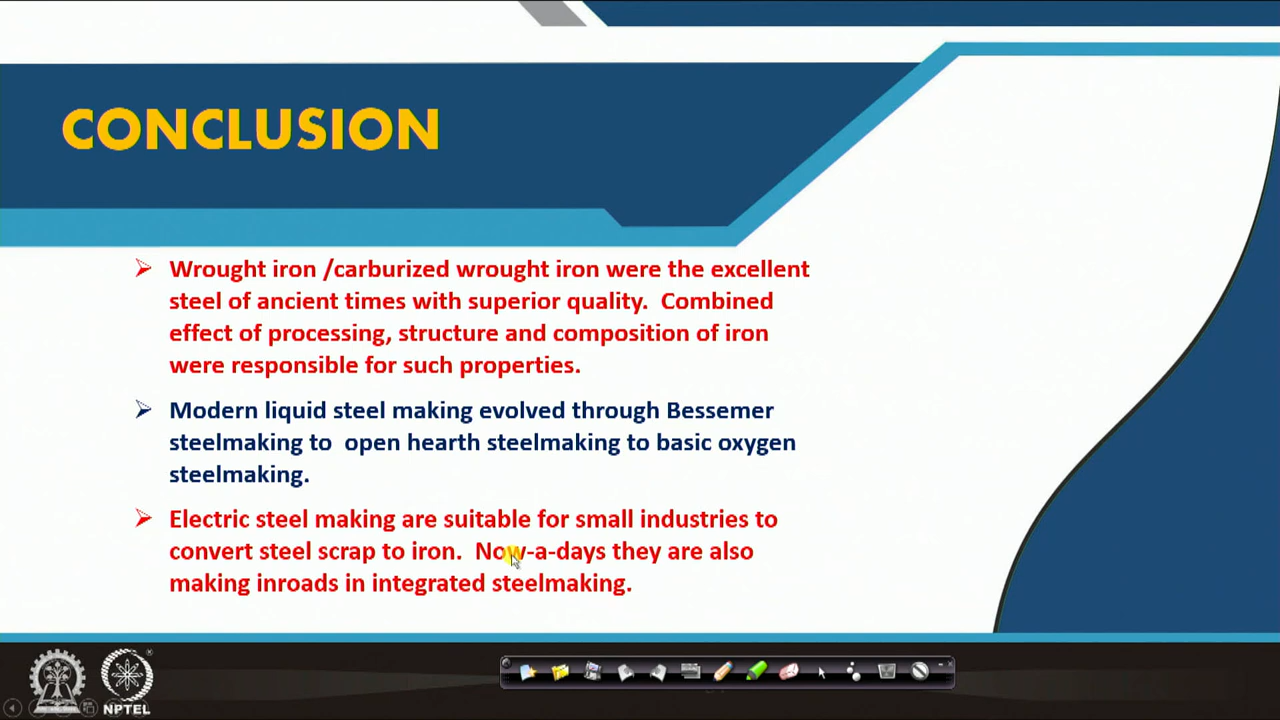 CONCLUSION
Wrought iron /carburized wrought iron were the excellent
steel of ancient times with superior quality. Combined
effect of processing, structure and composition of iron
were responsible for such properties.
Modern liquid steel making evolved through Bessemer
steelmaking to open hearth steelmaking to basic oxygen
steelmaking.
Electric steel making are suitable for small industries to
convert steel scrap to iron. Now-a-days they are also
making inroads in integrated steelmaking.
NPTEL